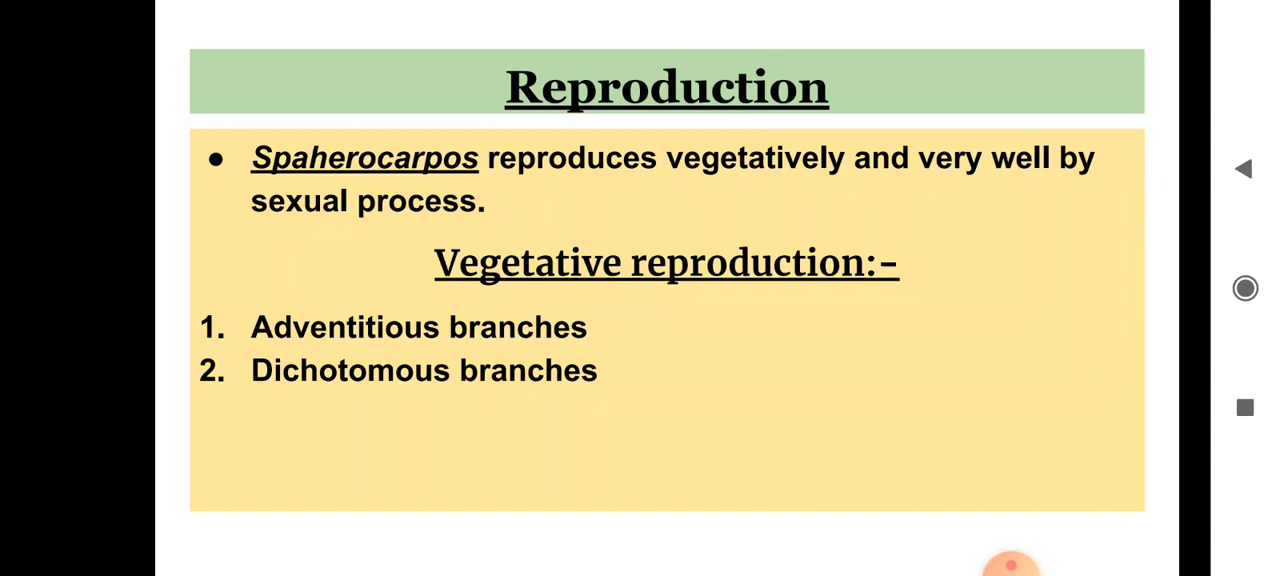 Reproduction
● Spaherocarpos reproduces vegetatively and very well by
sexual process.
Vegetative reproduction:-
1. Adventitious branches
2. Dichotomous branches